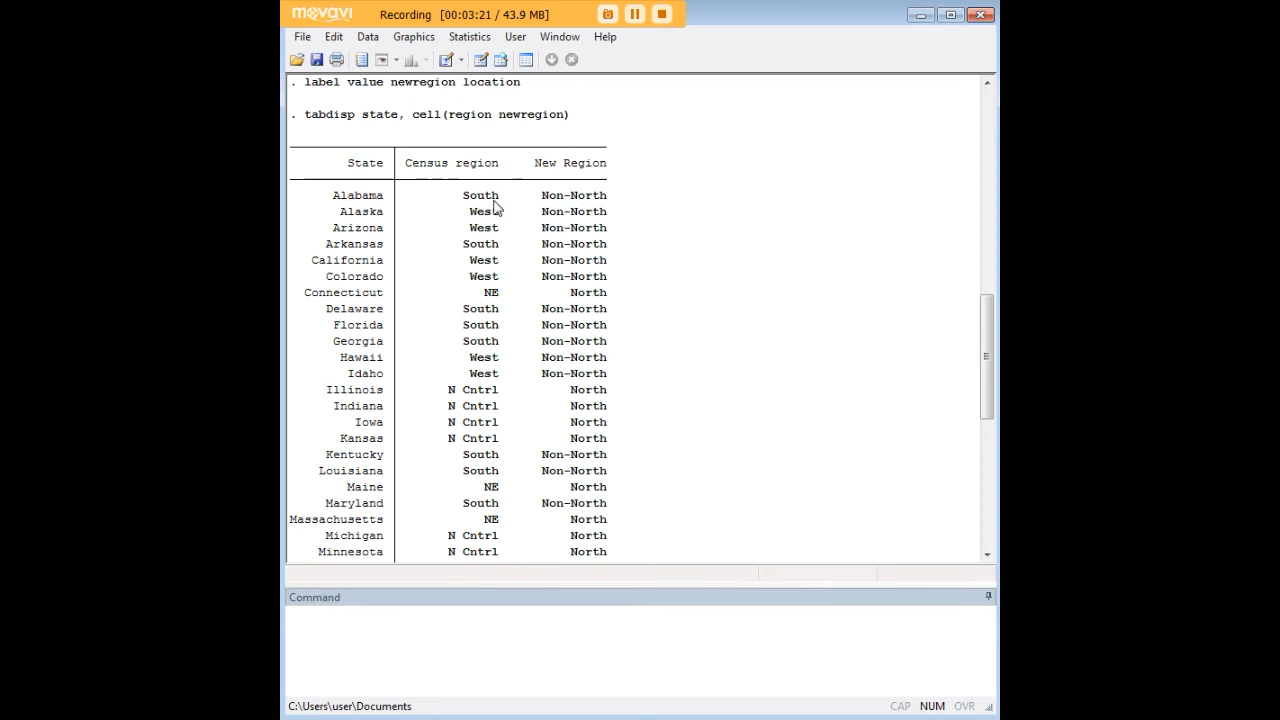 movavi Recording [00:03:21 / 43.9 MB]
File Edit Data Graphics Statistics User Window Help
. label value newregion location
. tabdisp state, cell(region newregion)
State Census region New Region
Alabama South Non-North
Alaska West Non-North
Arizona West Non-North
Arkansas South Non-North
California West Non-North
Colorado West Non-North
Connecticut NE North
Delaware South Non-North
Florida South Non-North
Georgia South Non-North
Hawaii West Non-North
Idaho West Non-North
Illinois N Cntrl North
Indiana N Cntrl North
Iowa N Cntrl North
Kansas N Cntrl North
Kentucky South Non-North
Louisiana South Non-North
Maine NE North
Maryland South Non-North
Massachusetts NE North
Michigan N Cntrl North
Minnesota N Cntrl North
Command
C:\Users\user\Documents CAP NUM OVR